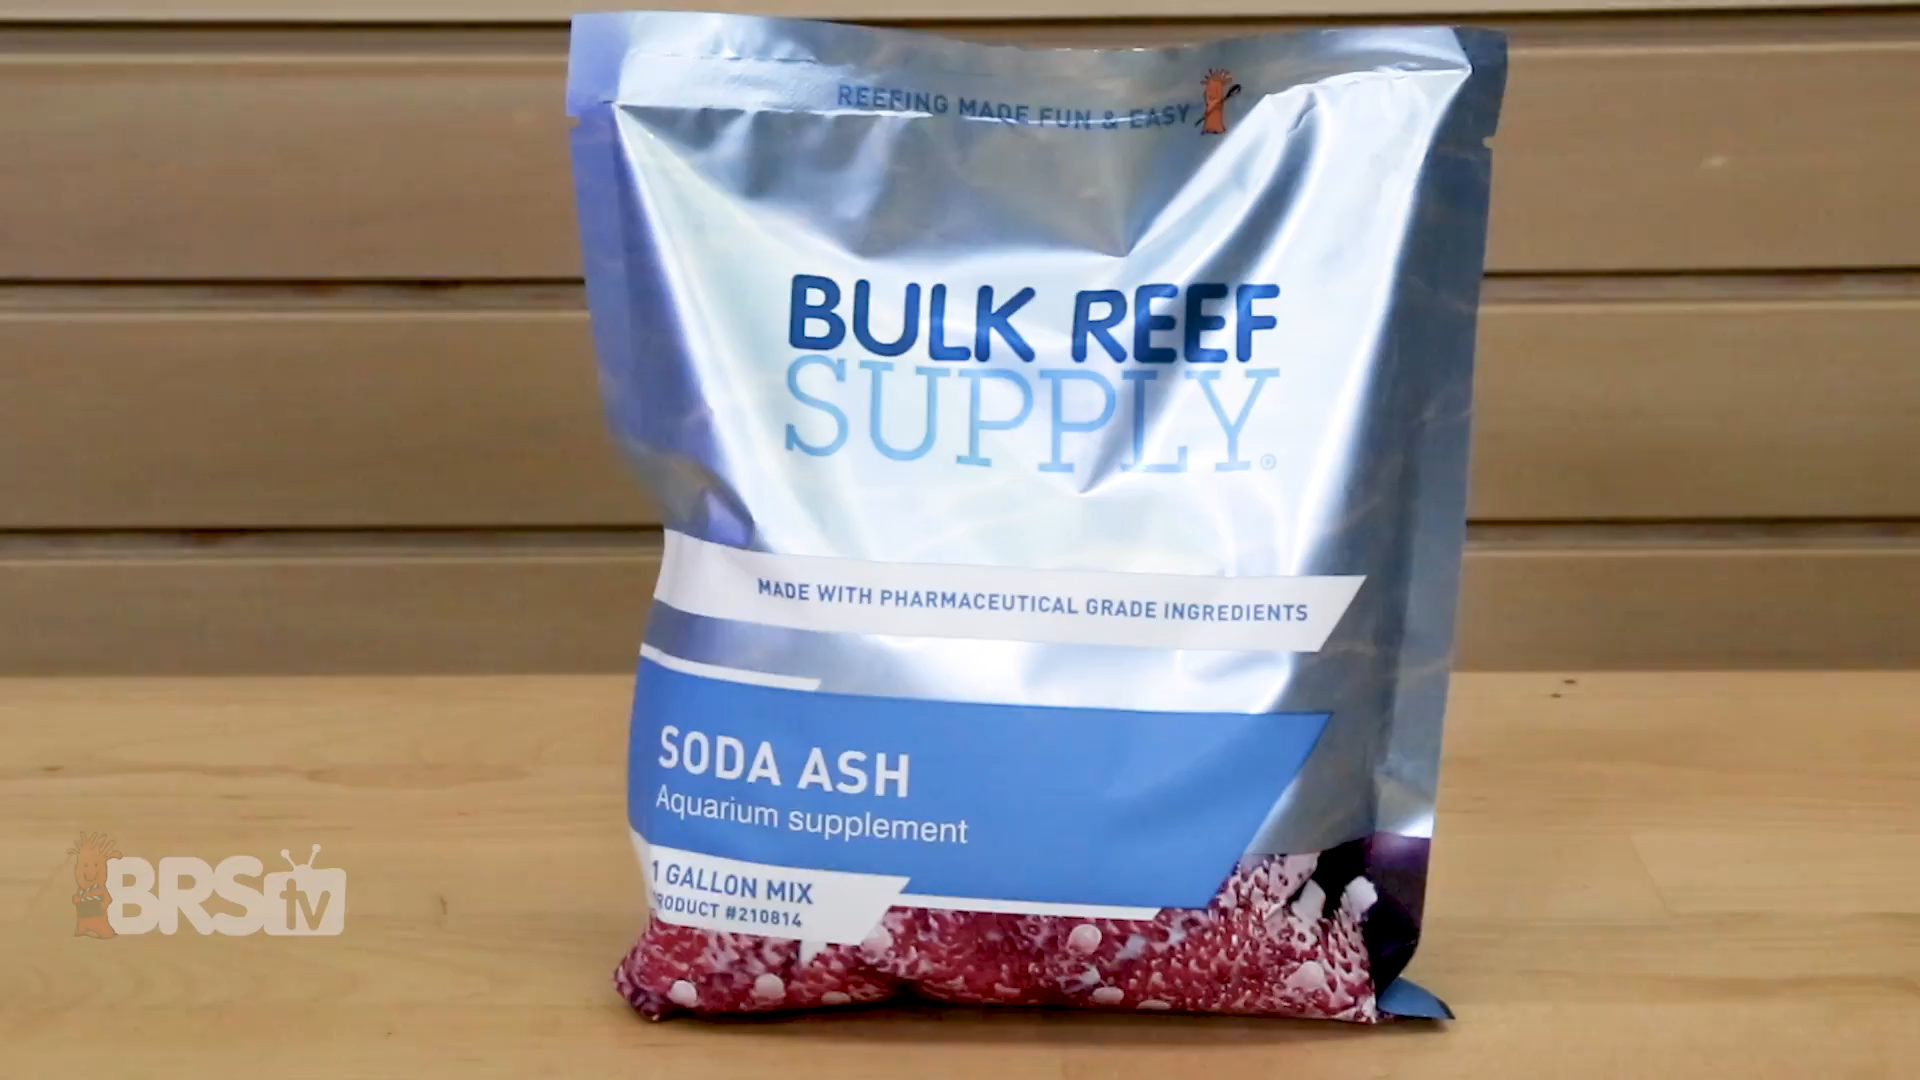 REEFING MADE FUN & EASY
BULK REEF
SUPPLY®
MADE WITH PHARMACEUTICAL GRADE INGREDIENTS
SODA ASH
Aquarium supplement
1 GALLON MIX
PRODUCT #210814
BRStv